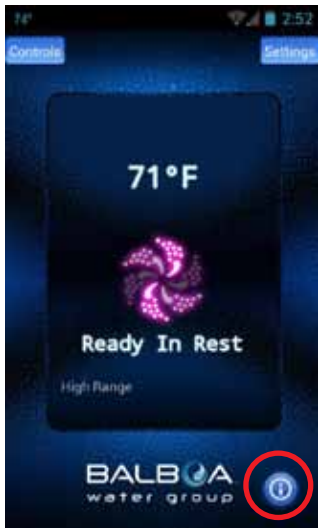 74° 2:52
Controls Settings
71°F
Ready In Rest
High Range
BALBOA
water group